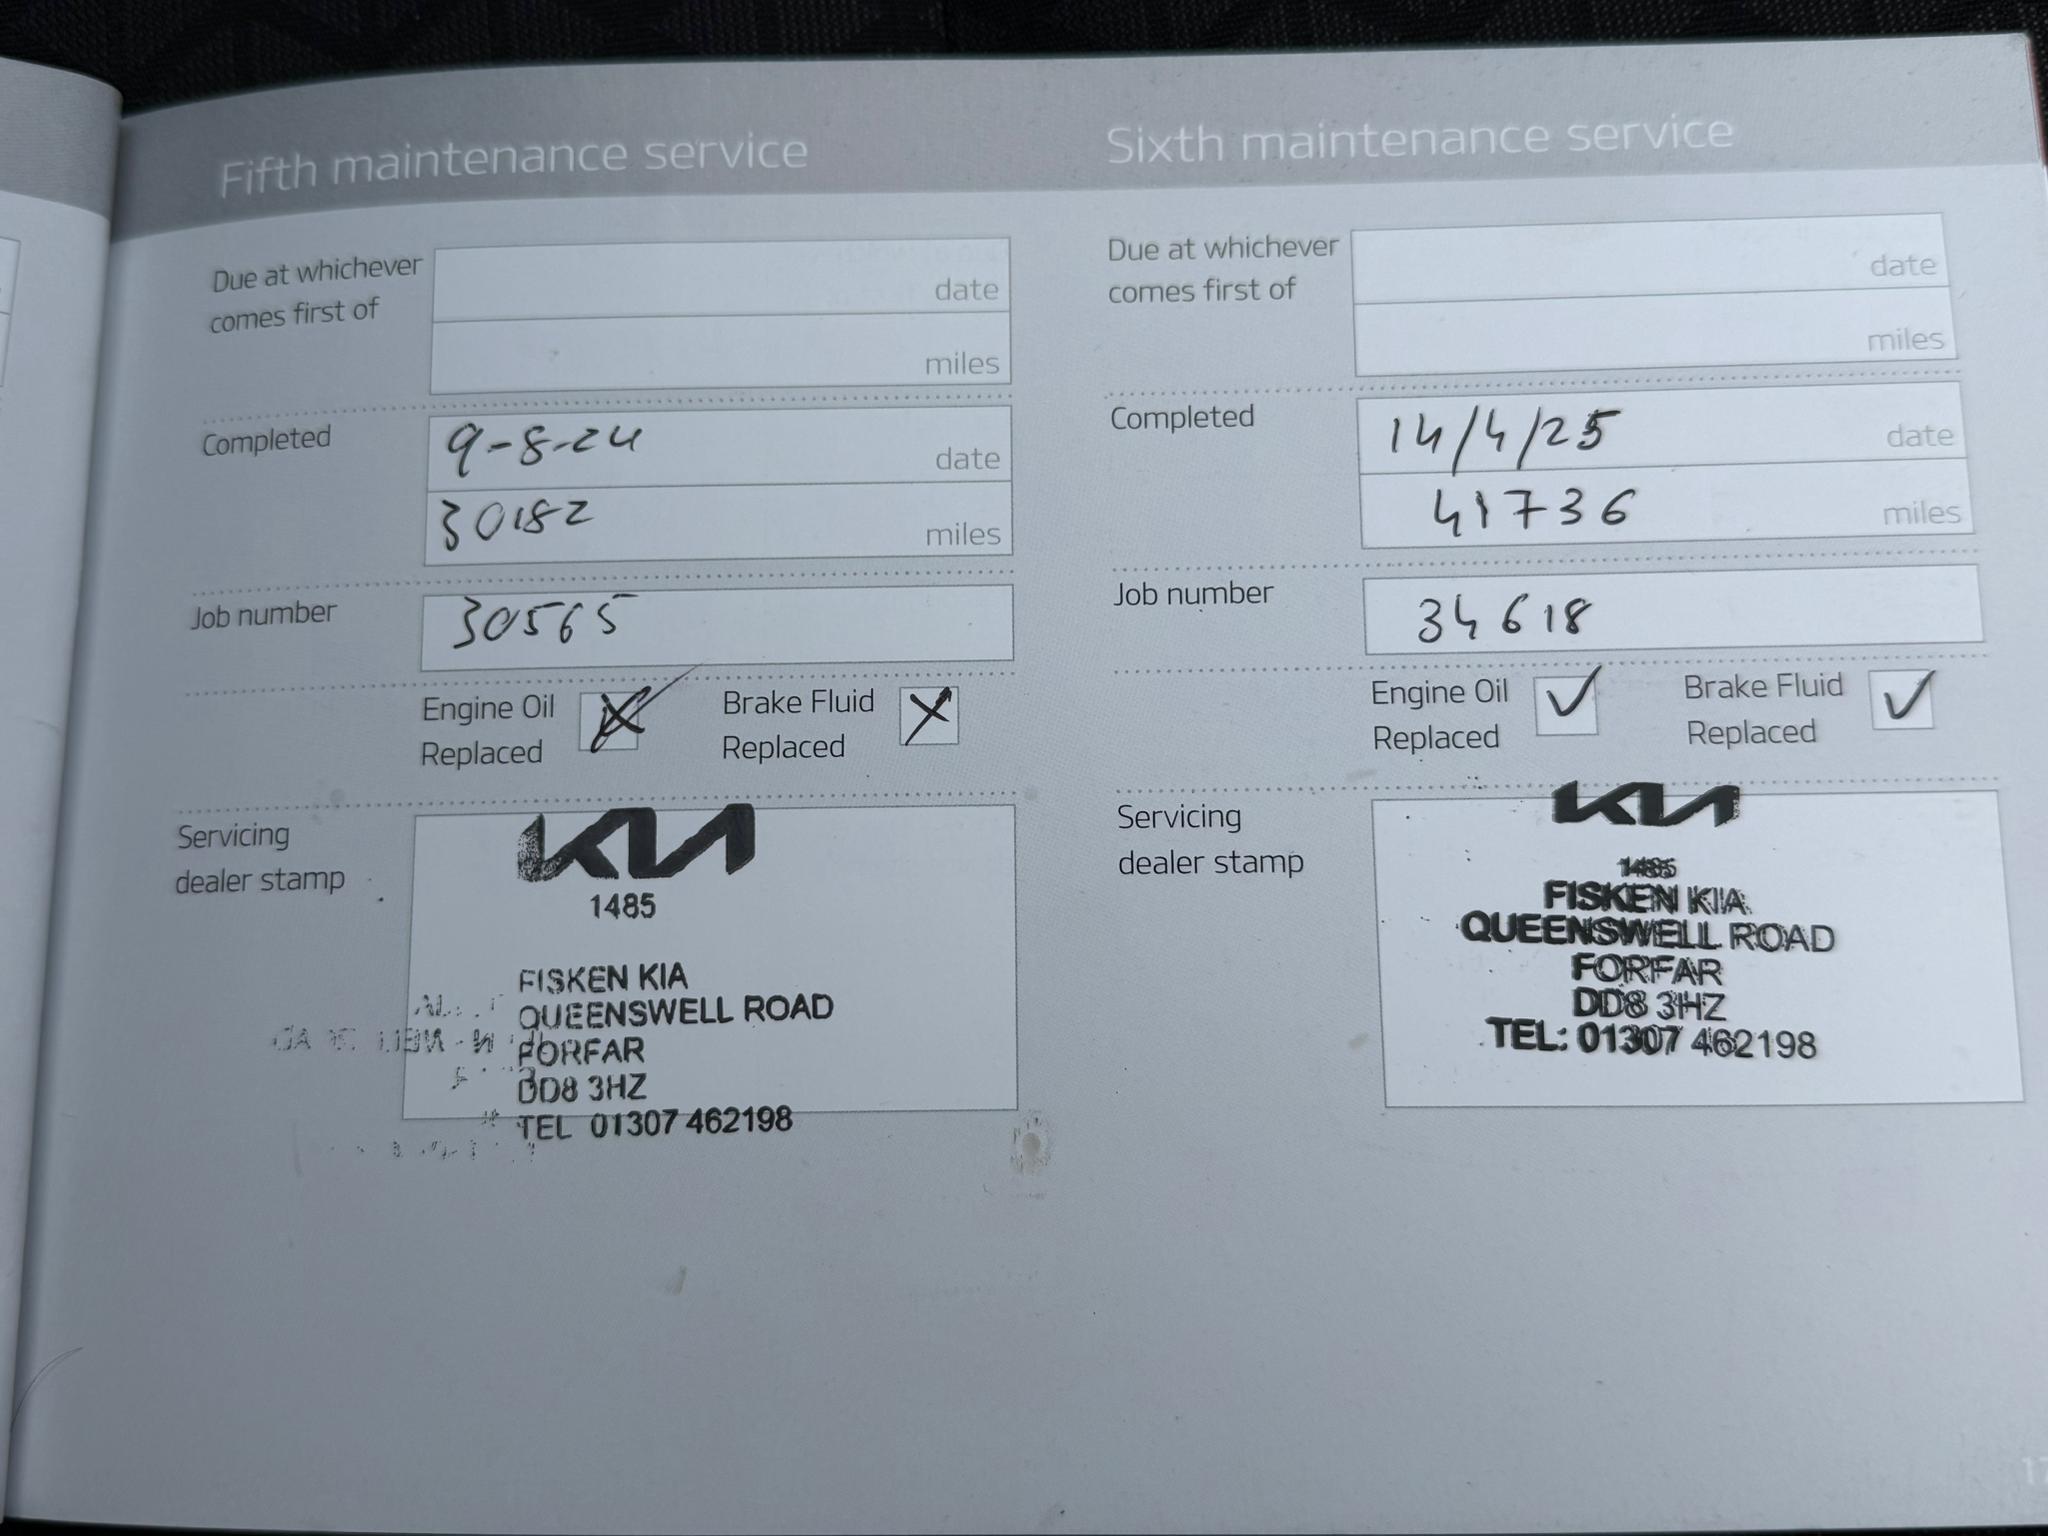 Fifth maintenance service
Due at whichever
comes first of
date
miles
Completed
9-8-24
date
30182
miles
Job number
30565
Engine Oil
Replaced
Brake Fluid
Replaced
Servicing
dealer stamp
KIA
1485
FISKEN KIA
QUEENSWELL ROAD
FORFAR
DD8 3HZ
TEL 01307 462198
Sixth maintenance service
Due at whichever
comes first of
date
miles
Completed
14/4/25
date
41736
miles
Job number
34618
Engine Oil
Replaced
Brake Fluid
Replaced
Servicing
dealer stamp
KIA
1485
FISKEN KIA
QUEENSWELL ROAD
FORFAR
DD8 3HZ
TEL: 01307 462198